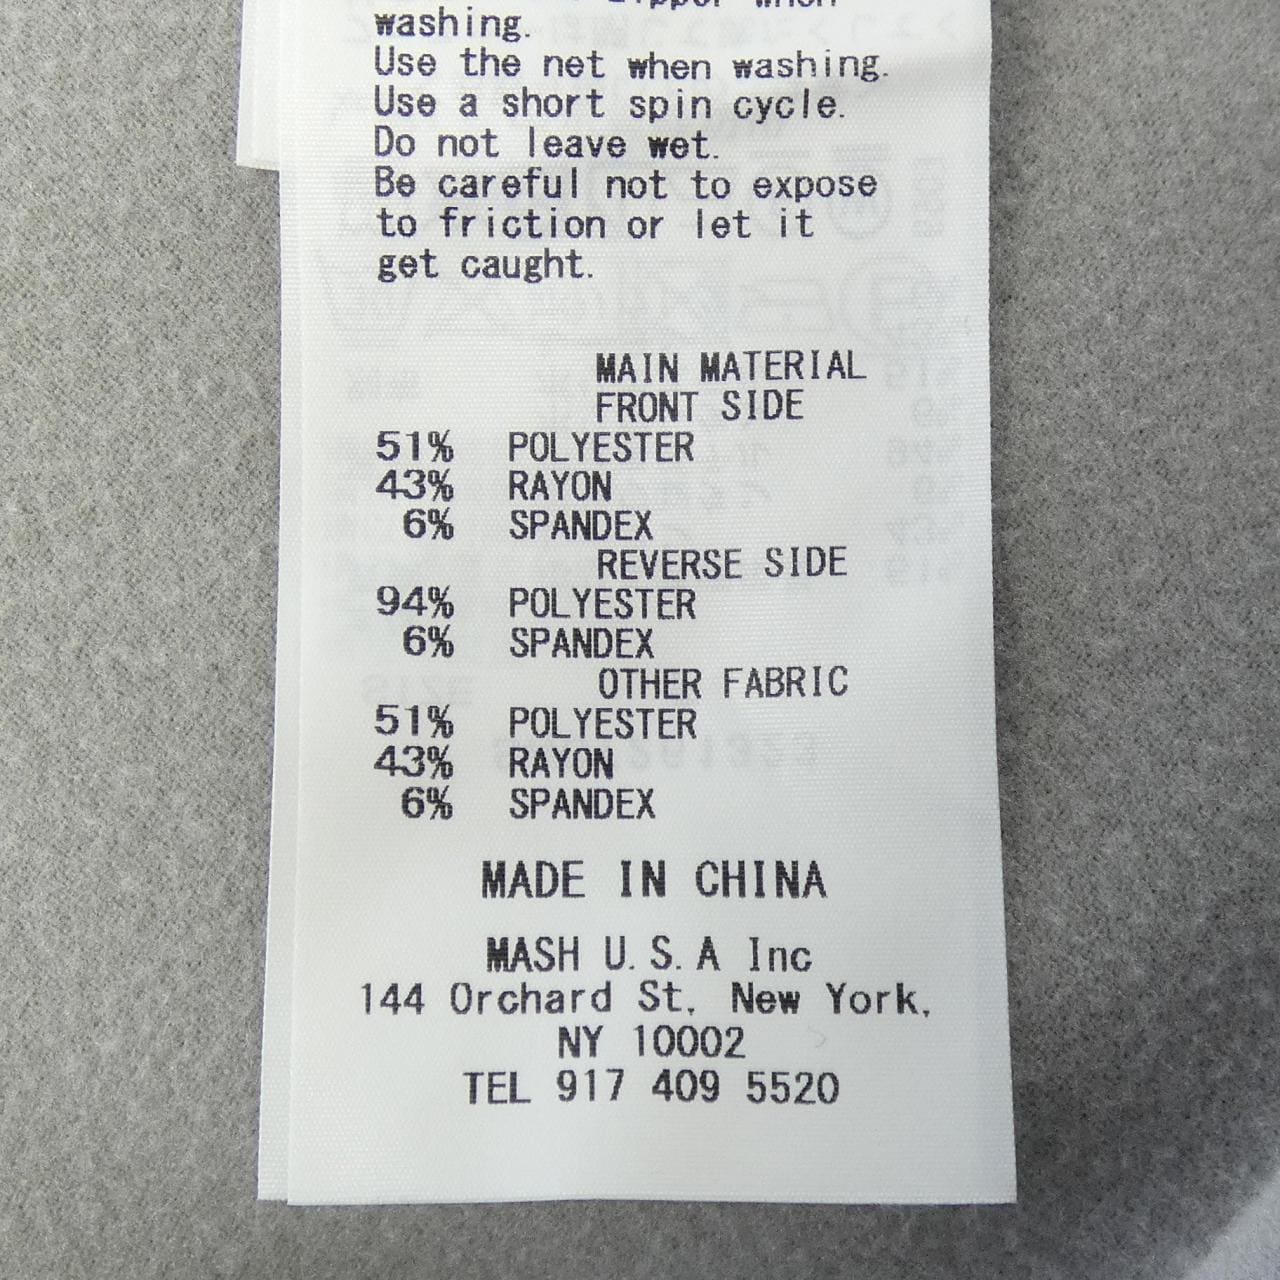 zipper when
washing.
Use the net when washing.
Use a short spin cycle.
Do not leave wet.
Be careful not to expose
to friction or let it
get caught.
MAIN MATERIAL
FRONT SIDE
51% POLYESTER
43% RAYON
6% SPANDEX
REVERSE SIDE
94% POLYESTER
6% SPANDEX
OTHER FABRIC
51% POLYESTER
43% RAYON
6% SPANDEX
MADE IN CHINA
MASH U.S.A Inc
144 Orchard St, New York,
NY 10002
TEL 917 409 5520